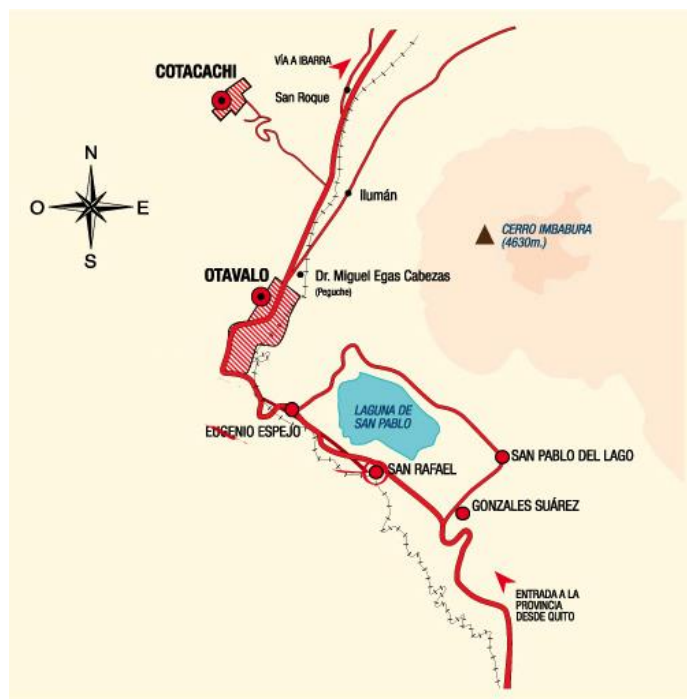 VÍA A IBARRA
COTACACHI
San Roque
N
O
E
S
Ilumán
CERRO IMBABURA
(4630m.)
OTAVALO
Dr. Miguel Egas Cabezas
(Peguche)
LAGUNA DE
SAN PABLO
EUGENIO ESPEJO
SAN PABLO DEL LAGO
SAN RAFAEL
GONZALES SUÁREZ
ENTRADA A LA
PROVINCIA
DESDE QUITO